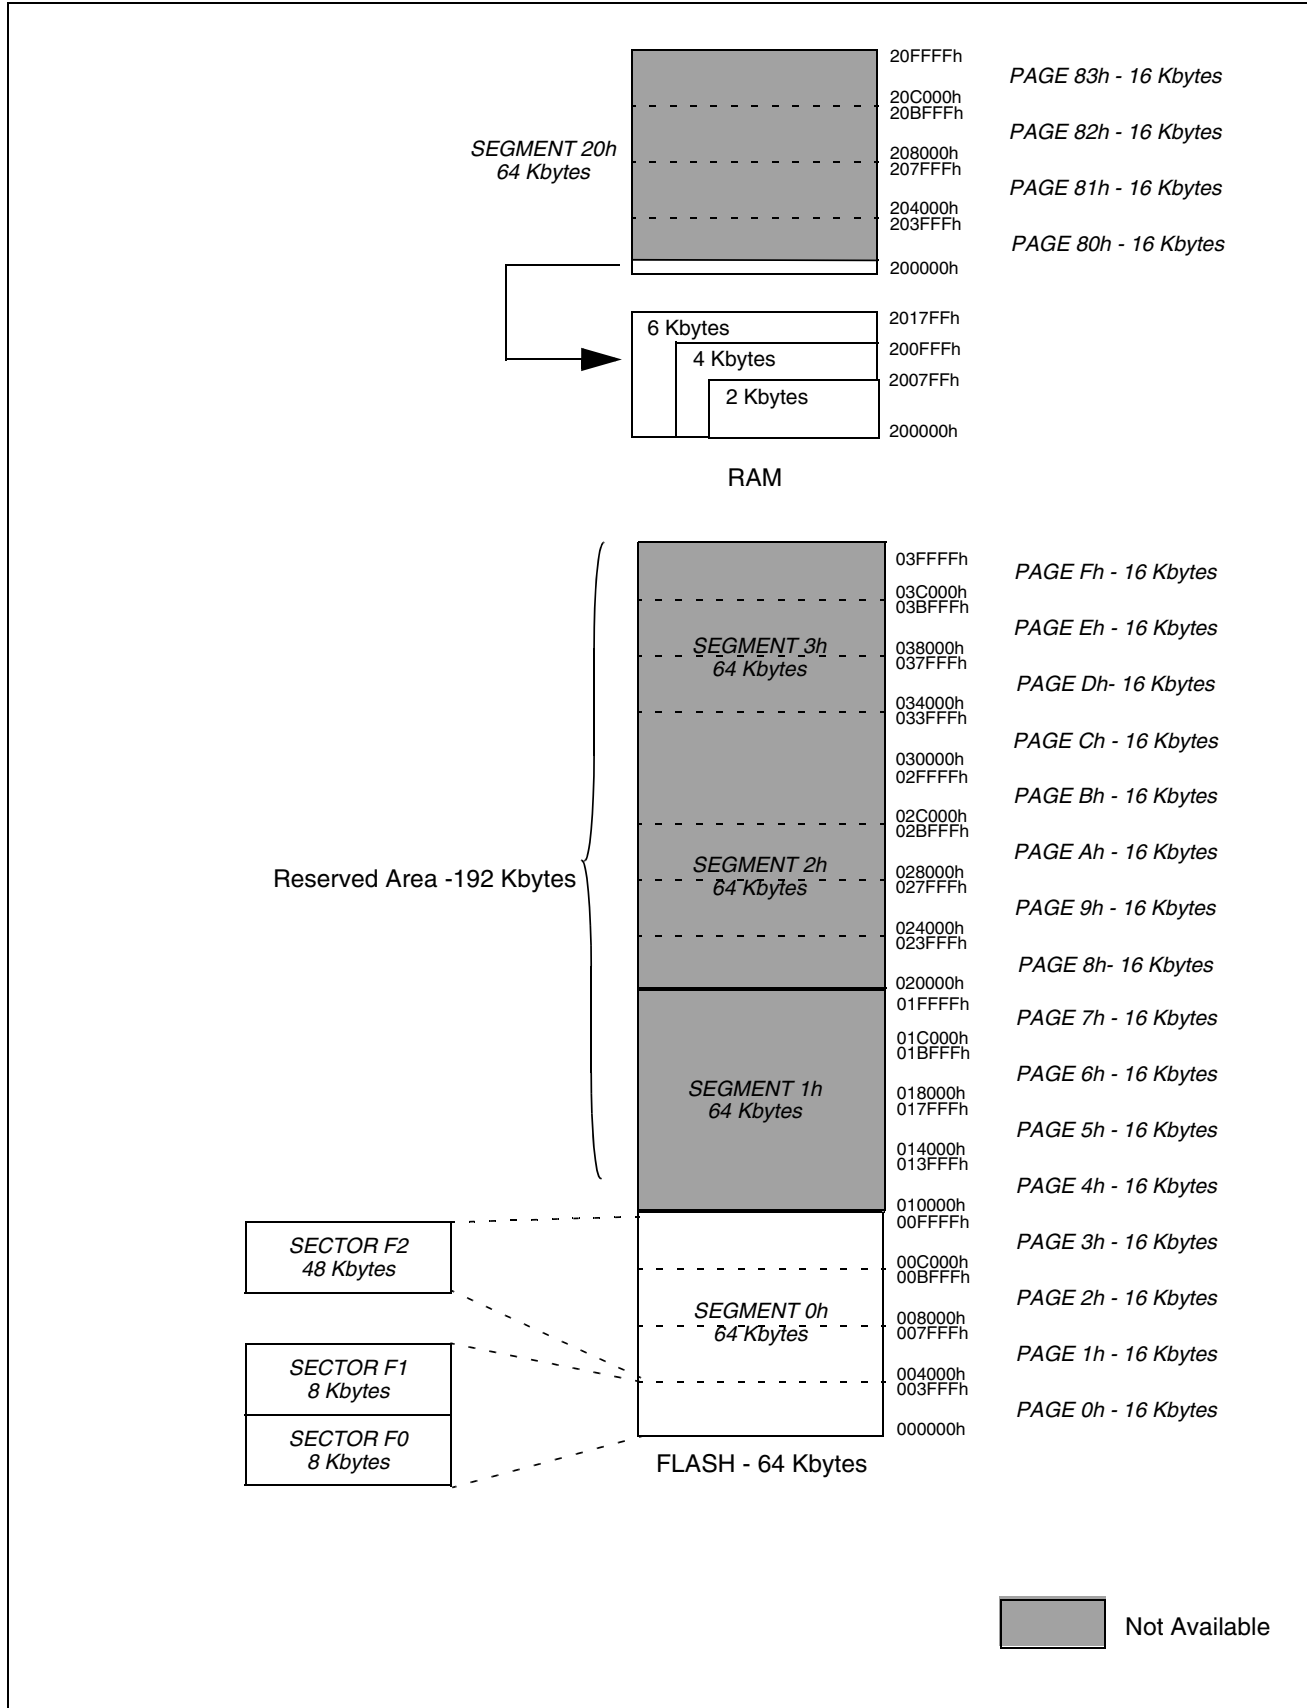 20FFFFh
PAGE 83h - 16 Kbytes
20C000h
20BFFFh
PAGE 82h - 16 Kbytes
SEGMENT 20h
64 Kbytes
208000h
207FFFh
PAGE 81h - 16 Kbytes
204000h
203FFFh
PAGE 80h - 16 Kbytes
200000h
6 Kbytes
2017FFh
4 Kbytes
200FFFh
2 Kbytes
2007FFh
200000h
RAM
03FFFFh
PAGE Fh - 16 Kbytes
03C000h
03BFFFh
PAGE Eh - 16 Kbytes
SEGMENT 3h
64 Kbytes
038000h
037FFFh
PAGE Dh- 16 Kbytes
034000h
033FFFh
PAGE Ch - 16 Kbytes
030000h
02FFFFh
PAGE Bh - 16 Kbytes
02C000h
02BFFFh
PAGE Ah - 16 Kbytes
Reserved Area -192 Kbytes
SEGMENT 2h
64 Kbytes
028000h
027FFFh
PAGE 9h - 16 Kbytes
024000h
023FFFh
PAGE 8h- 16 Kbytes
020000h
01FFFFh
PAGE 7h - 16 Kbytes
01C000h
01BFFFh
PAGE 6h - 16 Kbytes
SEGMENT 1h
64 Kbytes
018000h
017FFFh
PAGE 5h - 16 Kbytes
014000h
013FFFh
PAGE 4h - 16 Kbytes
010000h
00FFFFh
PAGE 3h - 16 Kbytes
SECTOR F2
48 Kbytes
00C000h
00BFFFh
PAGE 2h - 16 Kbytes
SEGMENT 0h
64 Kbytes
008000h
007FFFh
PAGE 1h - 16 Kbytes
SECTOR F1
8 Kbytes
004000h
003FFFh
PAGE 0h - 16 Kbytes
SECTOR F0
8 Kbytes
000000h
FLASH - 64 Kbytes
Not Available